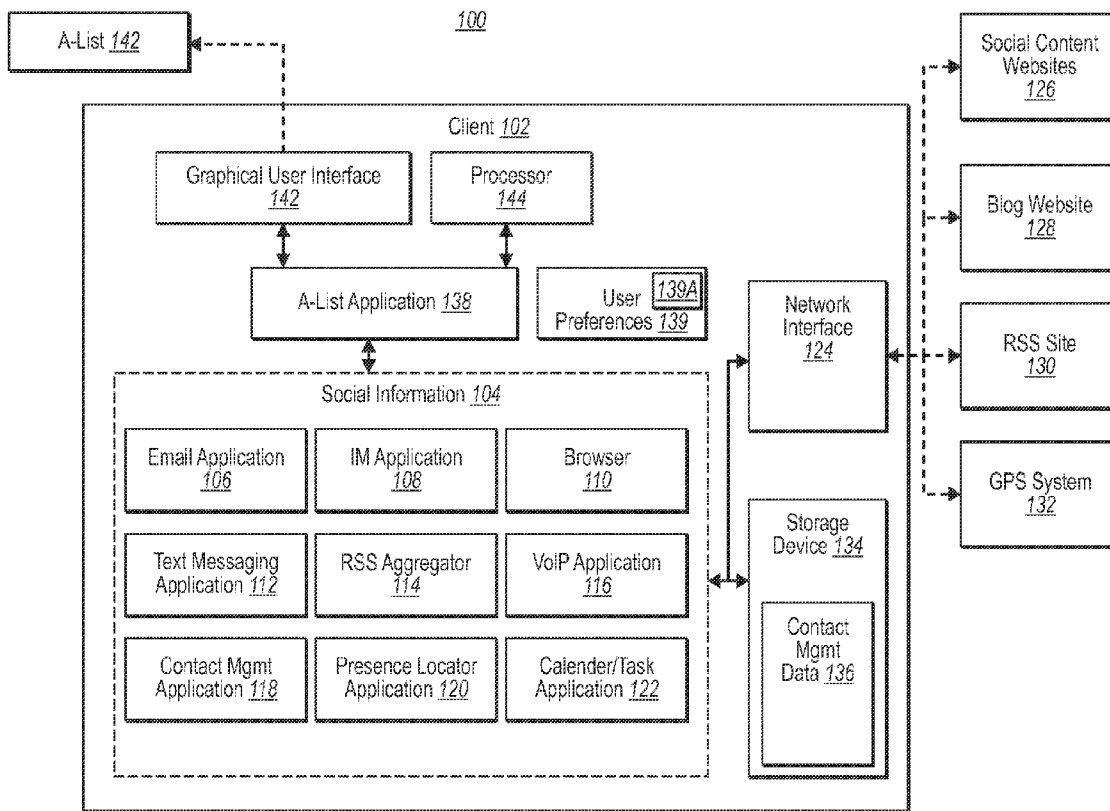 100
A-List 142
Social Content
Websites
126
Client 102
Graphical User Interface
142
Processor
144
Blog Website
128
A-List Application 138
139A
User
Preferences 139
Network
Interface
124
RSS Site
130
Social Information 104
Email Application
106
IM Application
108
Browser
110
GPS System
132
Storage
Device 134
Text Messaging
Application 112
RSS Aggregator
114
VoIP Application
116
Contact
Mgmt
Data 136
Contact Mgmt
Application 118
Presence Locator
Application 120
Calender/Task
Application 122